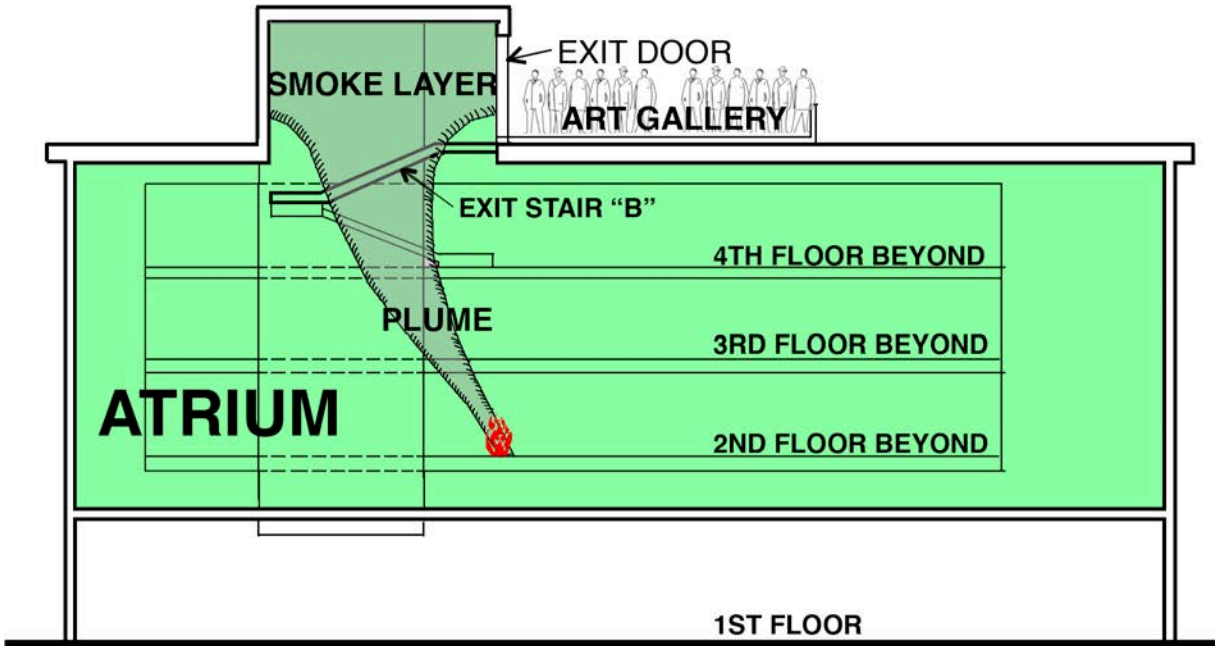 EXIT DOOR
SMOKE LAYER
ART GALLERY
EXIT STAIR “B”
4TH FLOOR BEYOND
PLUME
3RD FLOOR BEYOND
ATRIUM
2ND FLOOR BEYOND
1ST FLOOR